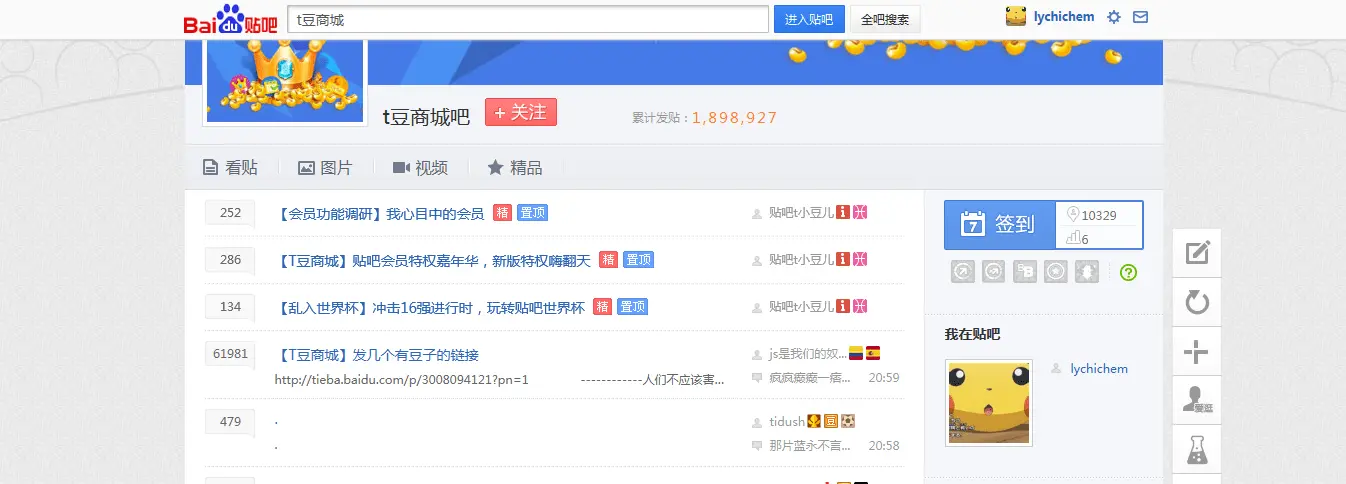 Bai du 贴吧 t豆商城 进入贴吧 全吧搜索 lychichem
t豆商城吧 + 关注 累计发贴：1,898,927
看贴 图片 视频 精品
252 【会员功能调研】我心目中的会员 精 置顶 贴吧t小豆儿
286 【T豆商城】贴吧会员特权嘉年华，新版特权嗨翻天 精 置顶 贴吧t小豆儿
134 【乱入世界杯】冲击16强进行时，玩转贴吧世界杯 精 置顶 贴吧t小豆儿
61981 【T豆商城】发几个有豆子的链接 js是我们的奴...
http://tieba.baidu.com/p/3008094121?pn=1 ------------人们不应该害... 疯疯癫癫一痞... 20:59
479 . tidush 豆
. 那片蓝永不言... 20:58
7 签到 10329
6
B
?
我在贴吧
lychichem
爱逛